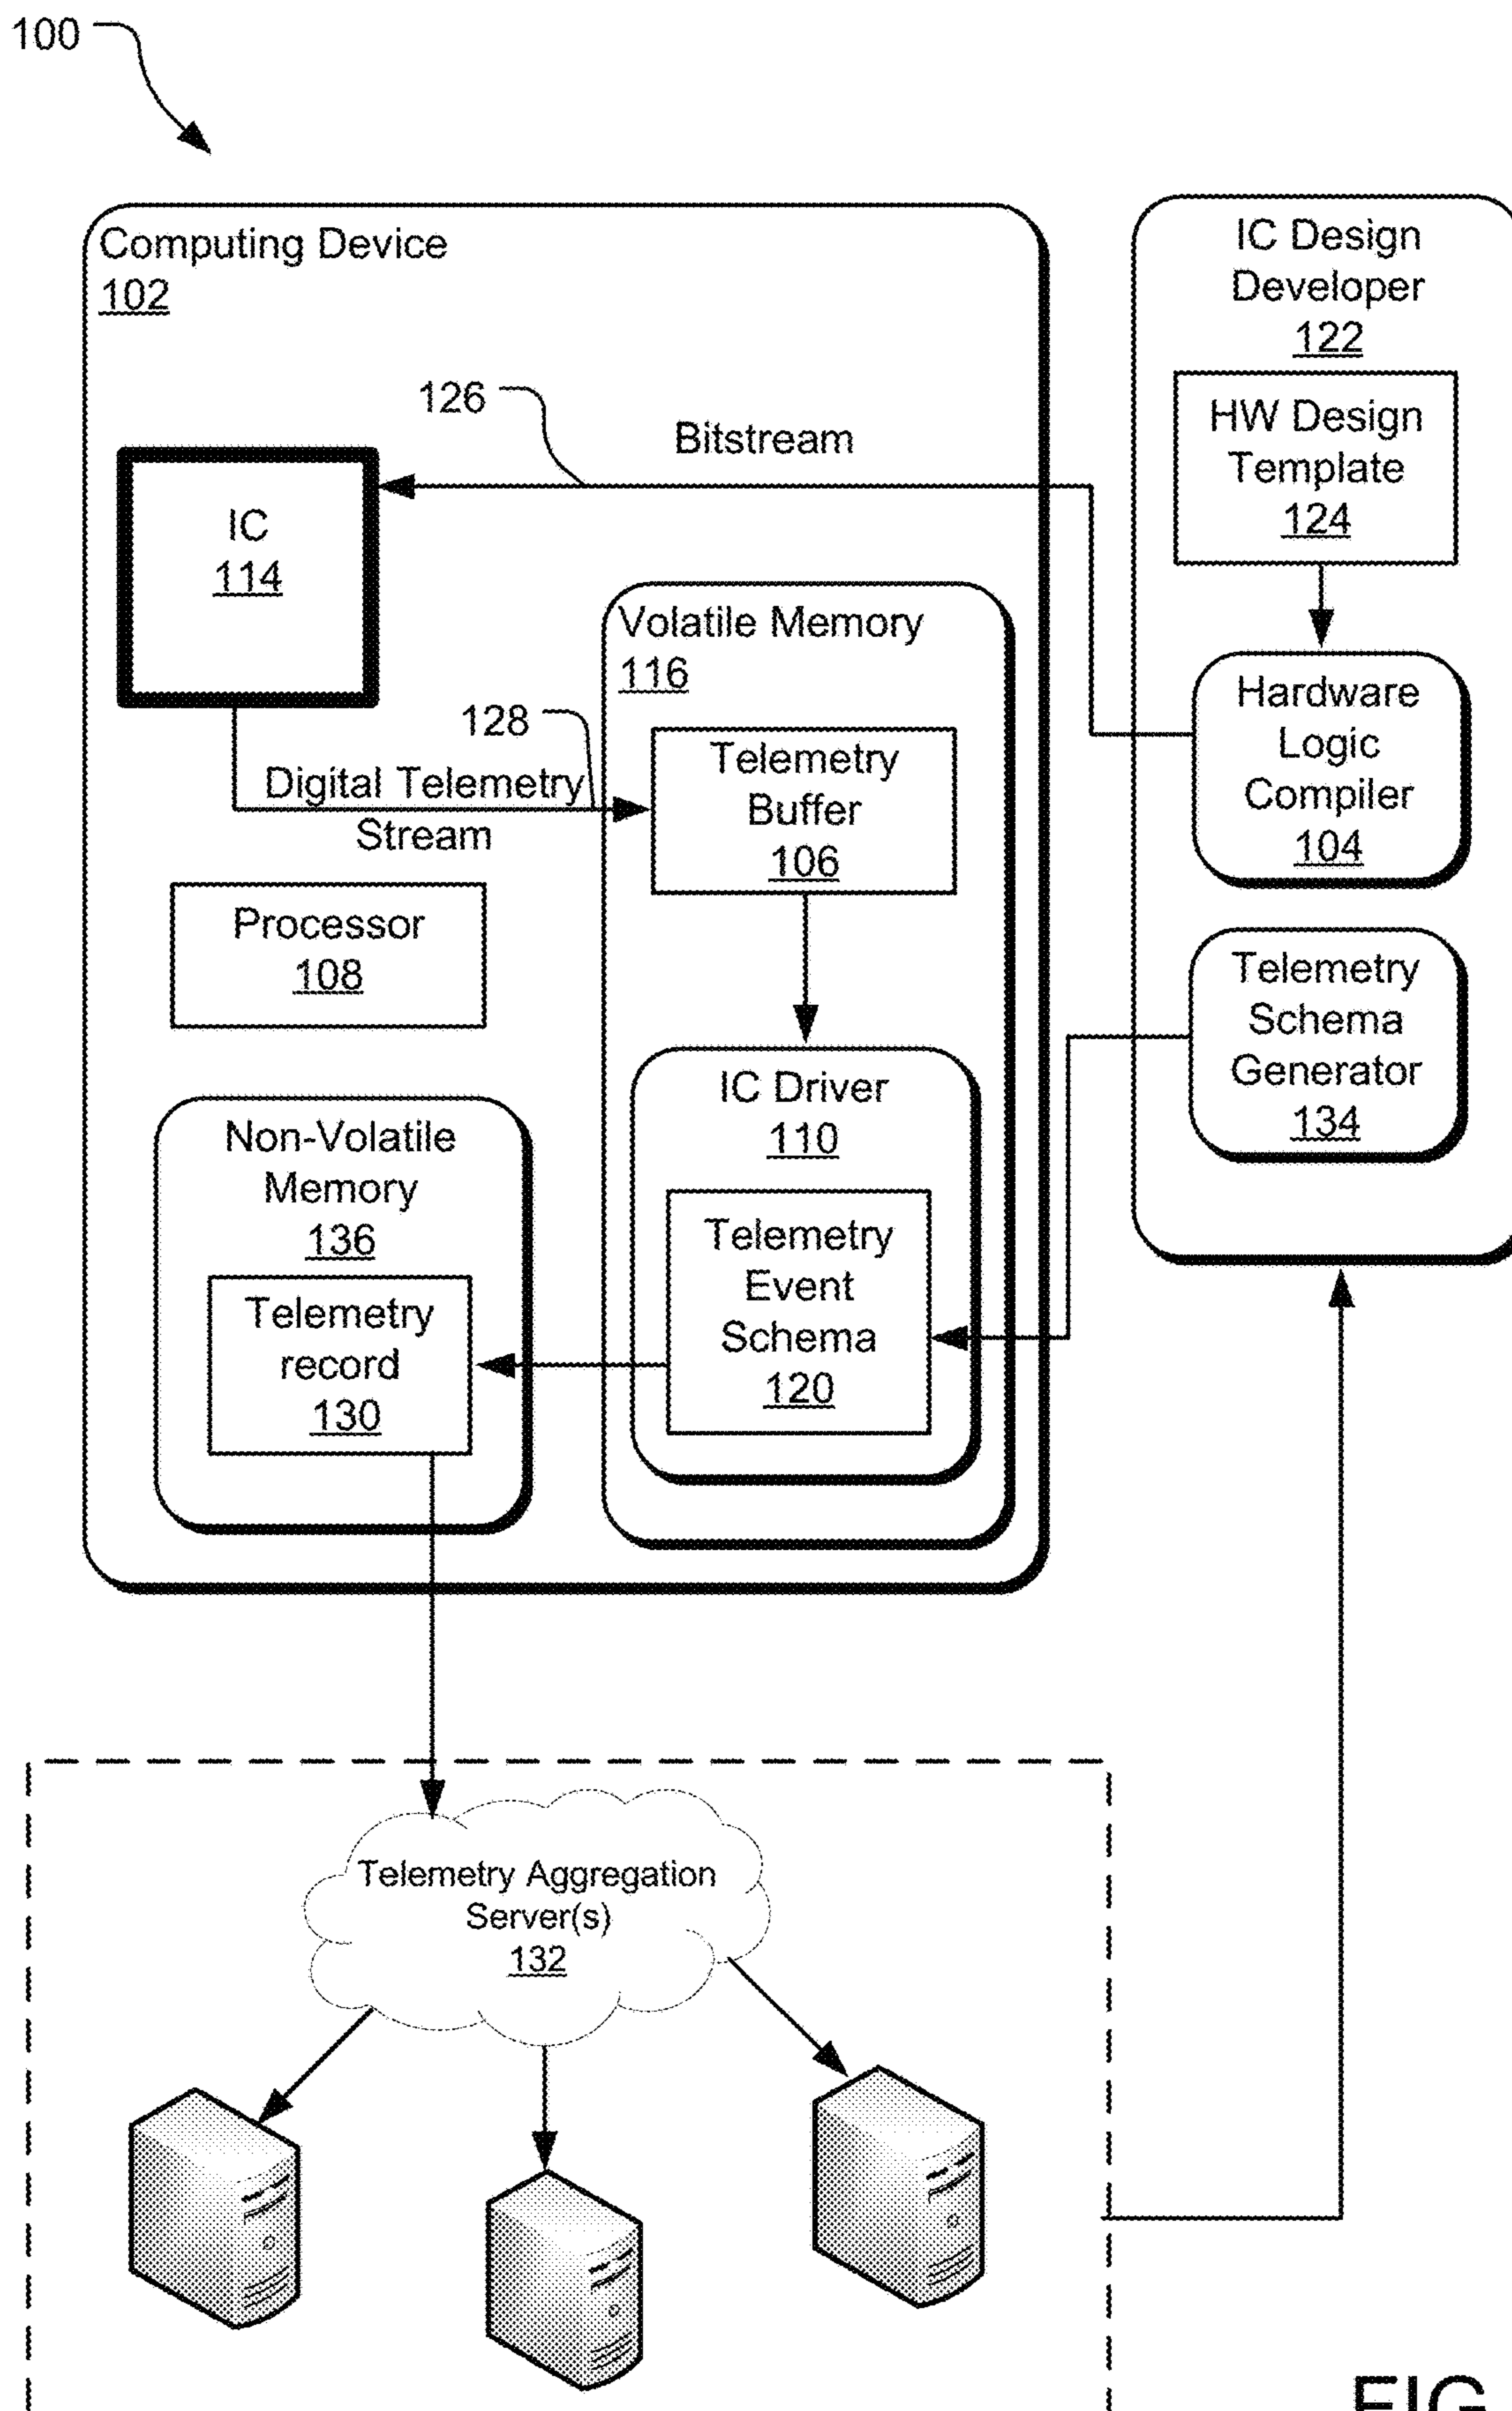 100
Computing Device
102
126
Bitstream
IC
114
Volatile Memory
116
128
Digital Telemetry
Stream
Telemetry
Buffer
106
Processor
108
IC Driver
110
Telemetry
Event
Schema
120
Non-Volatile
Memory
136
Telemetry
record
130
IC Design
Developer
122
HW Design
Template
124
Hardware
Logic
Compiler
104
Telemetry
Schema
Generator
134
Telemetry Aggregation
Server(s)
132
FIG